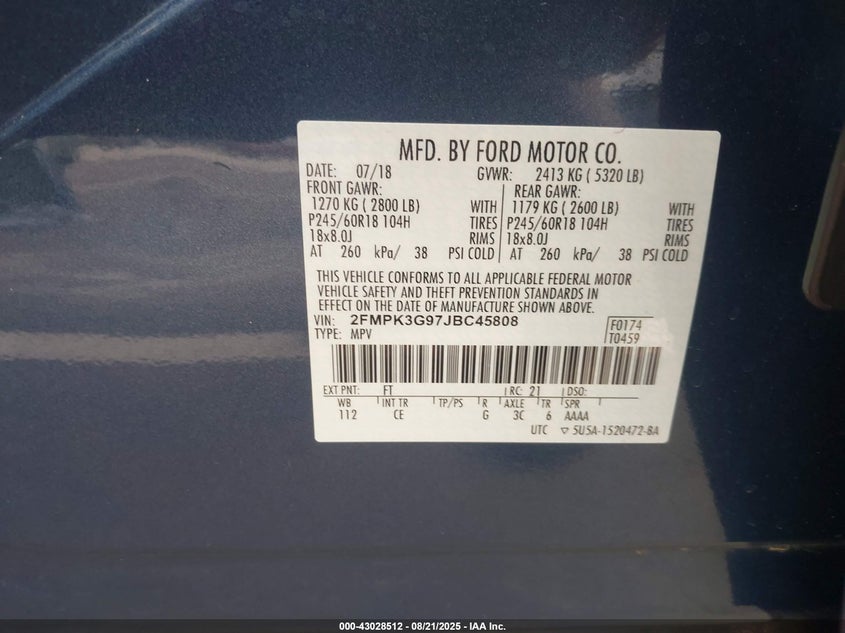 MFD. BY FORD MOTOR CO.
DATE: 07/18 GVWR: 2413 KG ( 5320 LB)
FRONT GAWR: REAR GAWR:
1270 KG ( 2800 LB) WITH 1179 KG ( 2600 LB) WITH
P245/60R18 104H TIRES P245/60R18 104H TIRES
18x8.0J RIMS 18x8.0J RIMS
AT 260 kPa/ 38 PSI COLD AT 260 kPa/ 38 PSI COLD
THIS VEHICLE CONFORMS TO ALL APPLICABLE FEDERAL MOTOR
VEHICLE SAFETY AND THEFT PREVENTION STANDARDS IN
EFFECT ON THE DATE OF MANUFACTURE SHOWN ABOVE.
VIN: 2FMPK3G97JBC45808 F0174
TYPE: MPV T0459
EXT PNT: FT RC: 21 DSO:
WB INT TR TP/PS R AXLE TR SPR
112 CE G 3C 6 AAAA
UTC ▽ 5U5A-1520472-BA
000-43028512 - 08/21/2025 - IAA Inc.